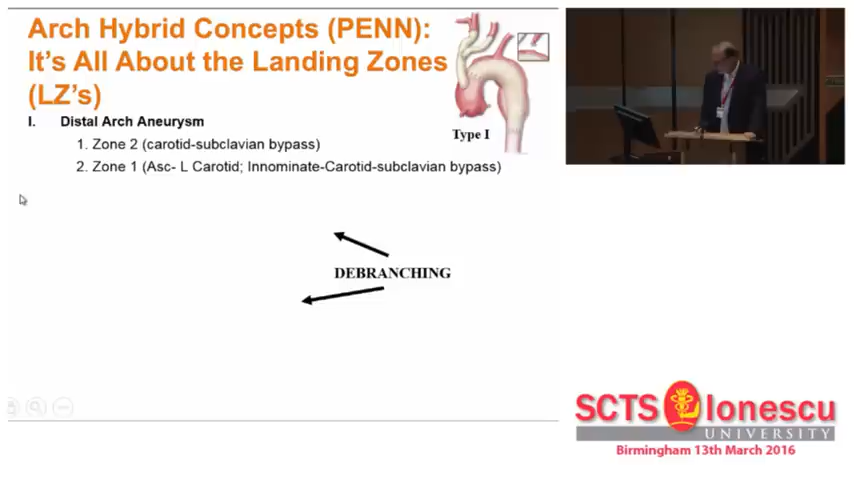 Arch Hybrid Concepts (PENN):
It's All About the Landing Zones
(LZ's)
I. Distal Arch Aneurysm
1. Zone 2 (carotid-subclavian bypass)
2. Zone 1 (Asc- L Carotid; Innominate-Carotid-subclavian bypass)
Type I
DEBRANCHING
SCTS Ionescu
UNIVERSITY
Birmingham 13th March 2016